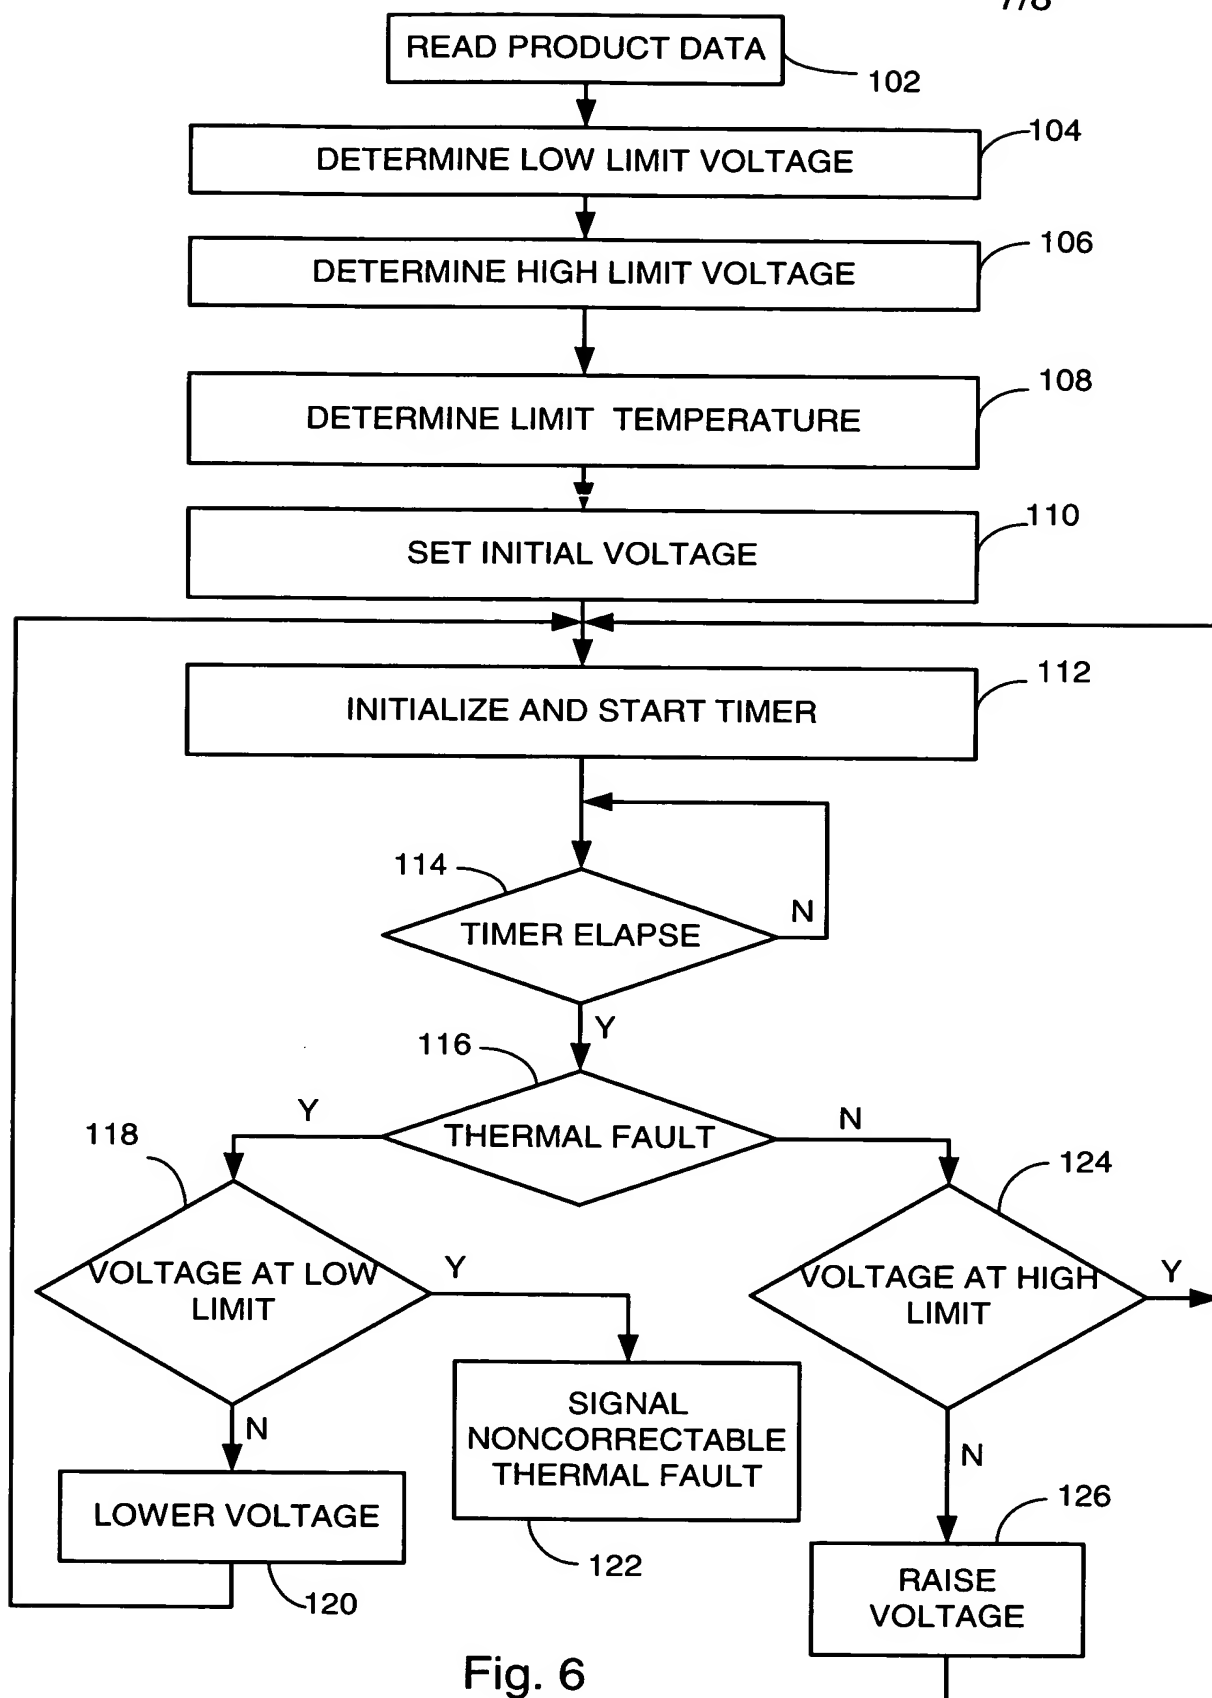 7/8
READ PRODUCT DATA
102
DETERMINE LOW LIMIT VOLTAGE
104
DETERMINE HIGH LIMIT VOLTAGE
106
DETERMINE LIMIT TEMPERATURE
108
SET INITIAL VOLTAGE
110
INITIALIZE AND START TIMER
112
114
TIMER ELAPSE
N
Y
116
THERMAL FAULT
Y
N
118
VOLTAGE AT LOW
LIMIT
Y
N
124
VOLTAGE AT HIGH
LIMIT
Y
N
SIGNAL
NONCORRECTABLE
THERMAL FAULT
122
LOWER VOLTAGE
120
126
RAISE
VOLTAGE
Fig. 6